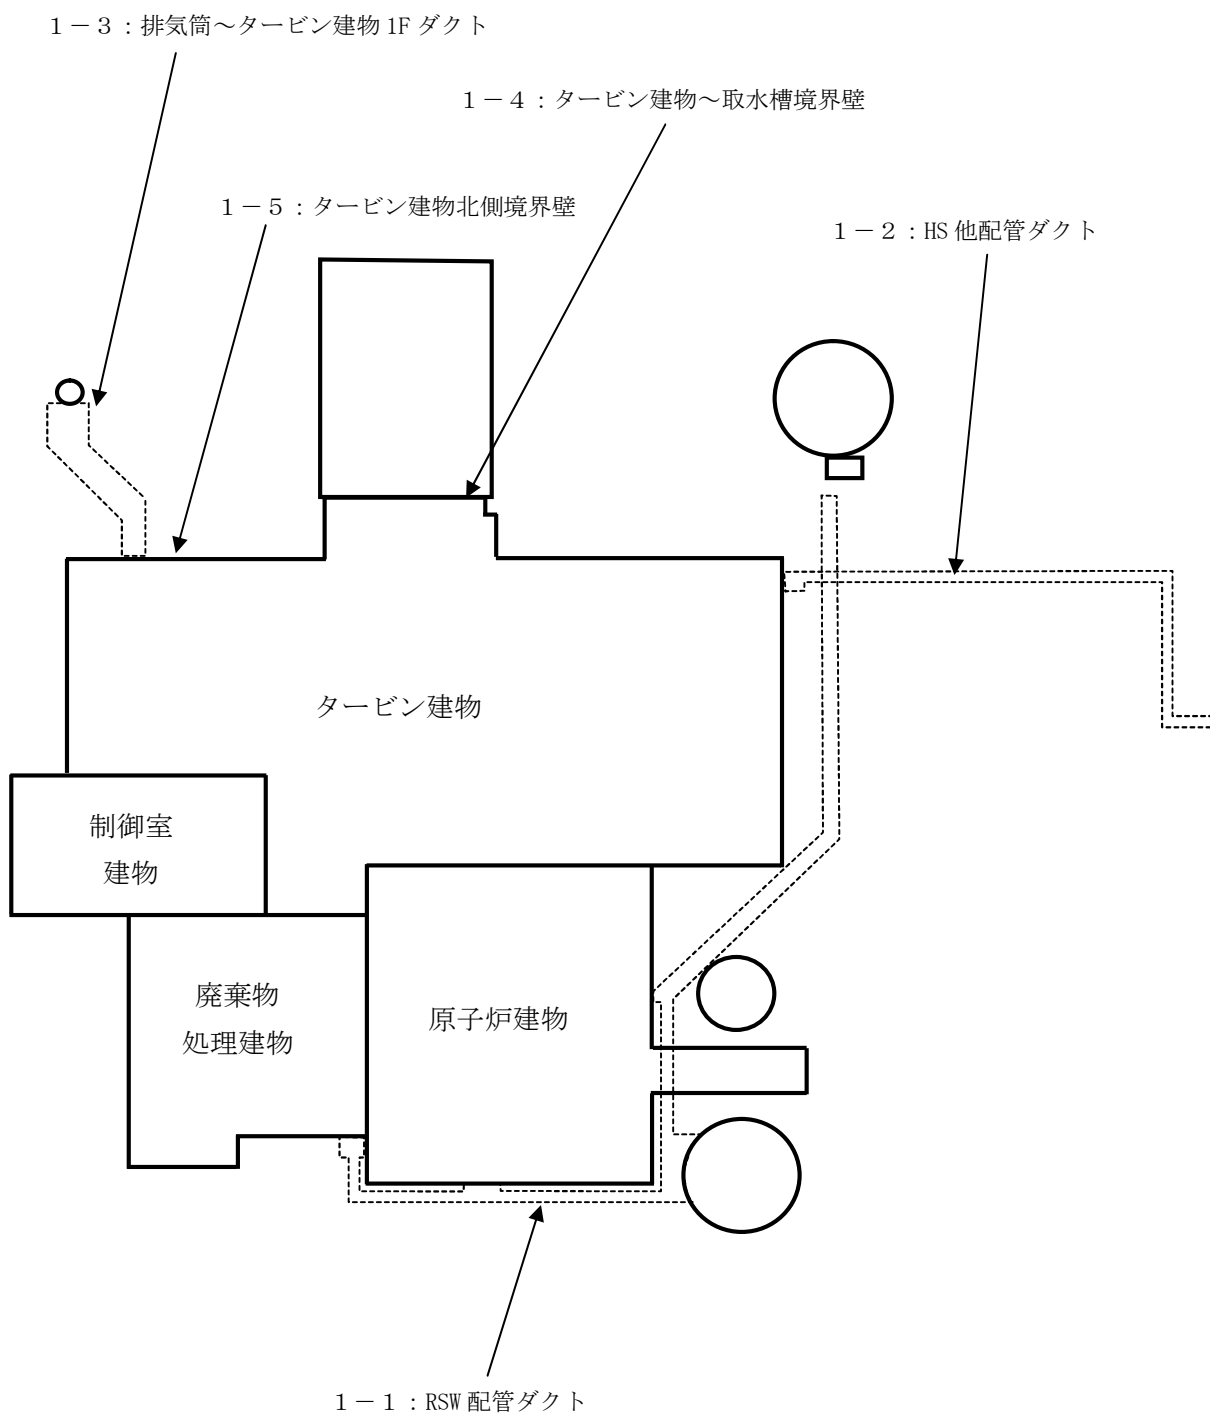 １－３：排気筒～タービン建物 1F ダクト
１－４：タービン建物～取水槽境界壁
１－５：タービン建物北側境界壁
１－２：HS 他配管ダクト
タービン建物
制御室
建物
廃棄物
処理建物
原子炉建物
１－１：RSW 配管ダクト